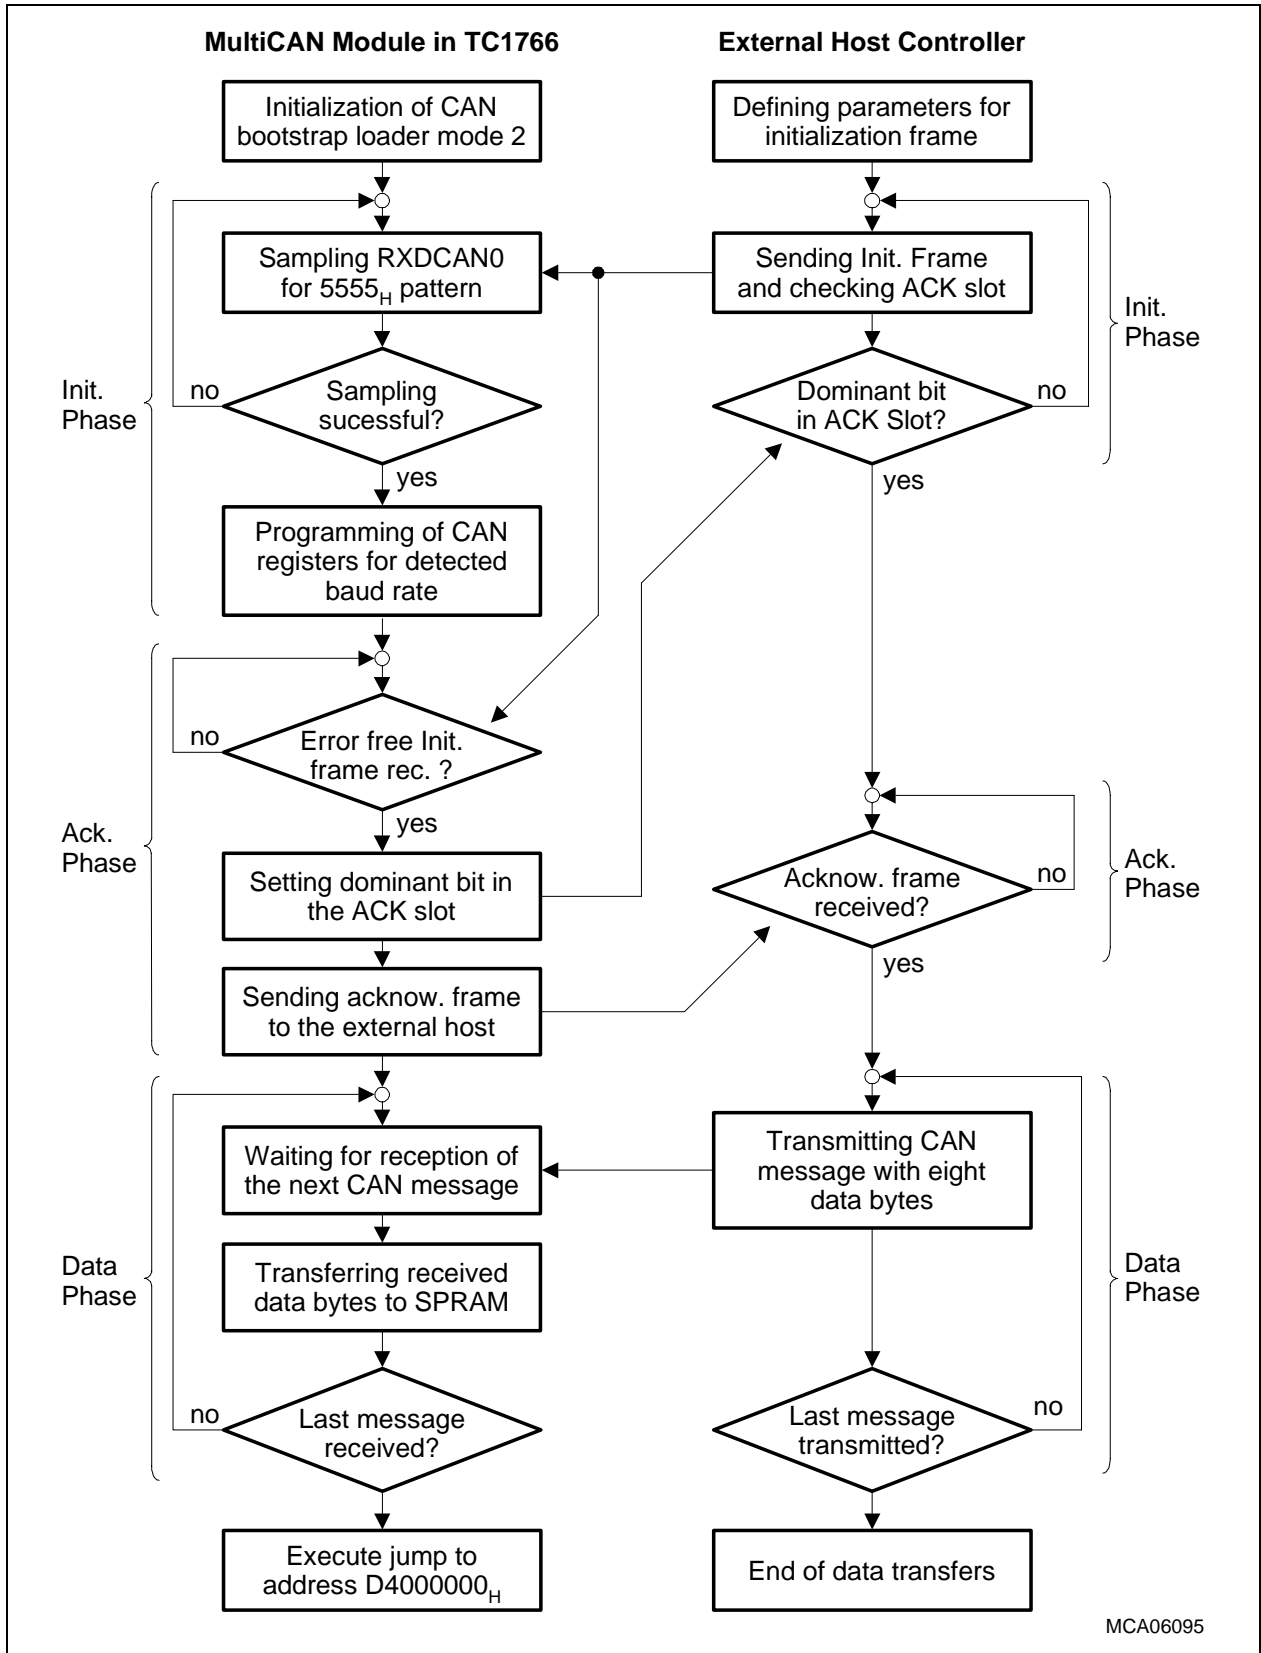 MultiCAN Module in TC1766
External Host Controller
Initialization of CAN
bootstrap loader mode 2
Defining parameters for
initialization frame
Sampling RXDCAN0
for 5555H pattern
Sending Init. Frame
and checking ACK slot
Init.
Phase
Init.
Phase
no
Sampling
sucessful?
Dominant bit
in ACK Slot?
no
yes
yes
Programming of CAN
registers for detected
baud rate
no
Error free Init.
frame rec. ?
yes
Ack.
Phase
Setting dominant bit in
the ACK slot
Acknow. frame
received?
no
Ack.
Phase
yes
Sending acknow. frame
to the external host
Waiting for reception of
the next CAN message
Transmitting CAN
message with eight
data bytes
Data
Phase
Transferring received
data bytes to SPRAM
Data
Phase
no
Last message
received?
Last message
transmitted?
no
Execute jump to
address D4000000H
End of data transfers
MCA06095